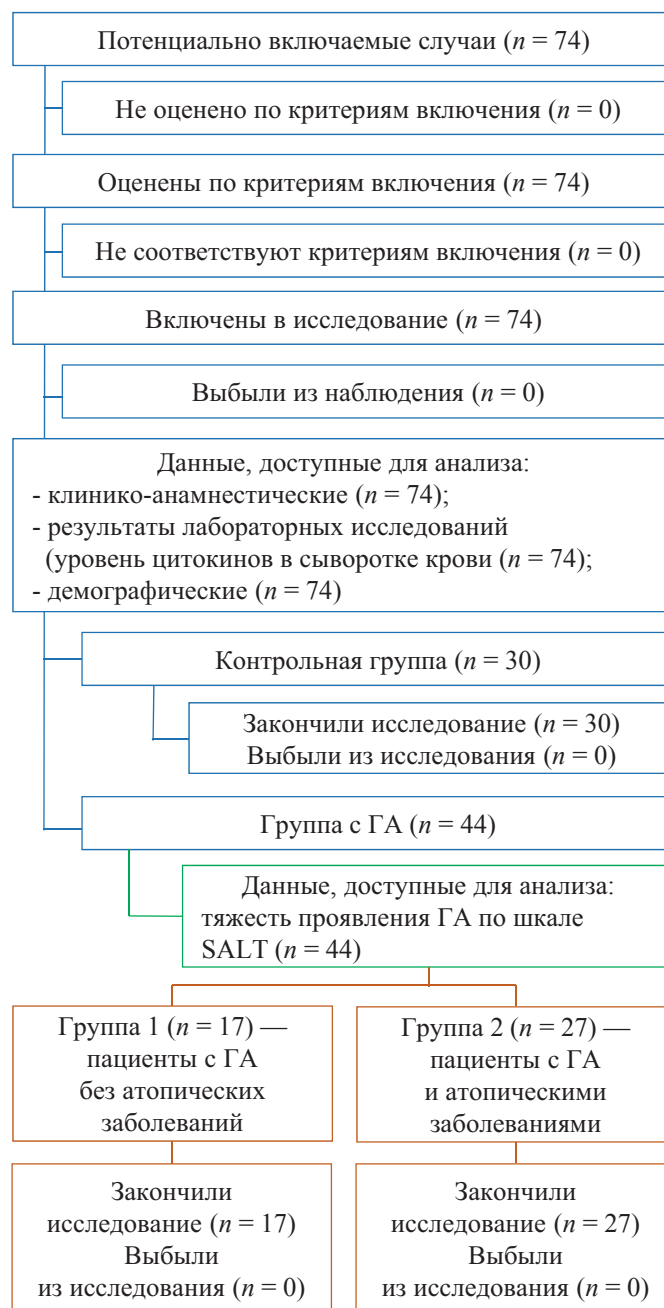 Потенциально включаемые случаи (n = 74)
Не оценено по критериям включения (n = 0)
Оценены по критериям включения (n = 74)
Не соответствуют критериям включения (n = 0)
Включены в исследование (n = 74)
Выбыли из наблюдения (n = 0)
Данные, доступные для анализа:
- клинико-анамнестические (n = 74);
- результаты лабораторных исследований
(уровень цитокинов в сыворотке крови (n = 74);
- демографические (n = 74)
Контрольная группа (n = 30)
Закончили исследование (n = 30)
Выбыли из исследования (n = 0)
Группа с ГА (n = 44)
Данные, доступные для анализа:
тяжесть проявления ГА по шкале
SALT (n = 44)
Группа 1 (n = 17) —
пациенты с ГА
без атопических
заболеваний
Группа 2 (n = 27) —
пациенты с ГА
и атопическими
заболеваниями
Закончили
исследование (n = 17)
Выбыли
из исследования (n = 0)
Закончили
исследование (n = 27)
Выбыли
из исследования (n = 0)